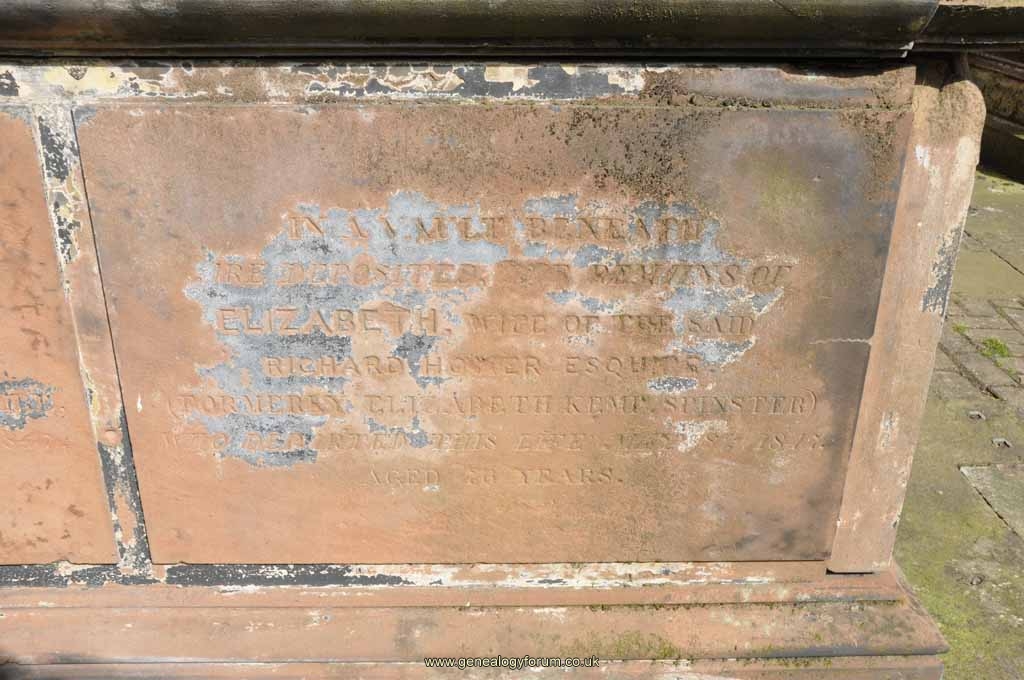 IN A VAULT BENEATH
ARE DEPOSITED, THE REMAINS OF
ELIZABETH, WIFE OF THE SAID
RICHARD ESQUIRE
(FORMERLY ELIZABETH KEMP, SPINSTER)
WHO DEPARTED THIS LIFE
AGED YEARS.
www.genealogyforum.co.uk